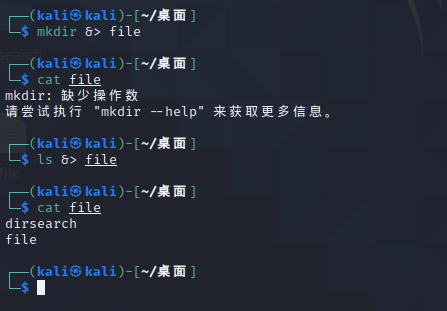 ┌──(kali㉿kali)-[~/桌面]
└─$ mkdir &> file
┌──(kali㉿kali)-[~/桌面]
└─$ cat file
mkdir: 缺少操作数
请尝试执行 "mkdir --help" 来获取更多信息。
┌──(kali㉿kali)-[~/桌面]
└─$ ls &> file
┌──(kali㉿kali)-[~/桌面]
└─$ cat file
dirsearch
file
┌──(kali㉿kali)-[~/桌面]
└─$